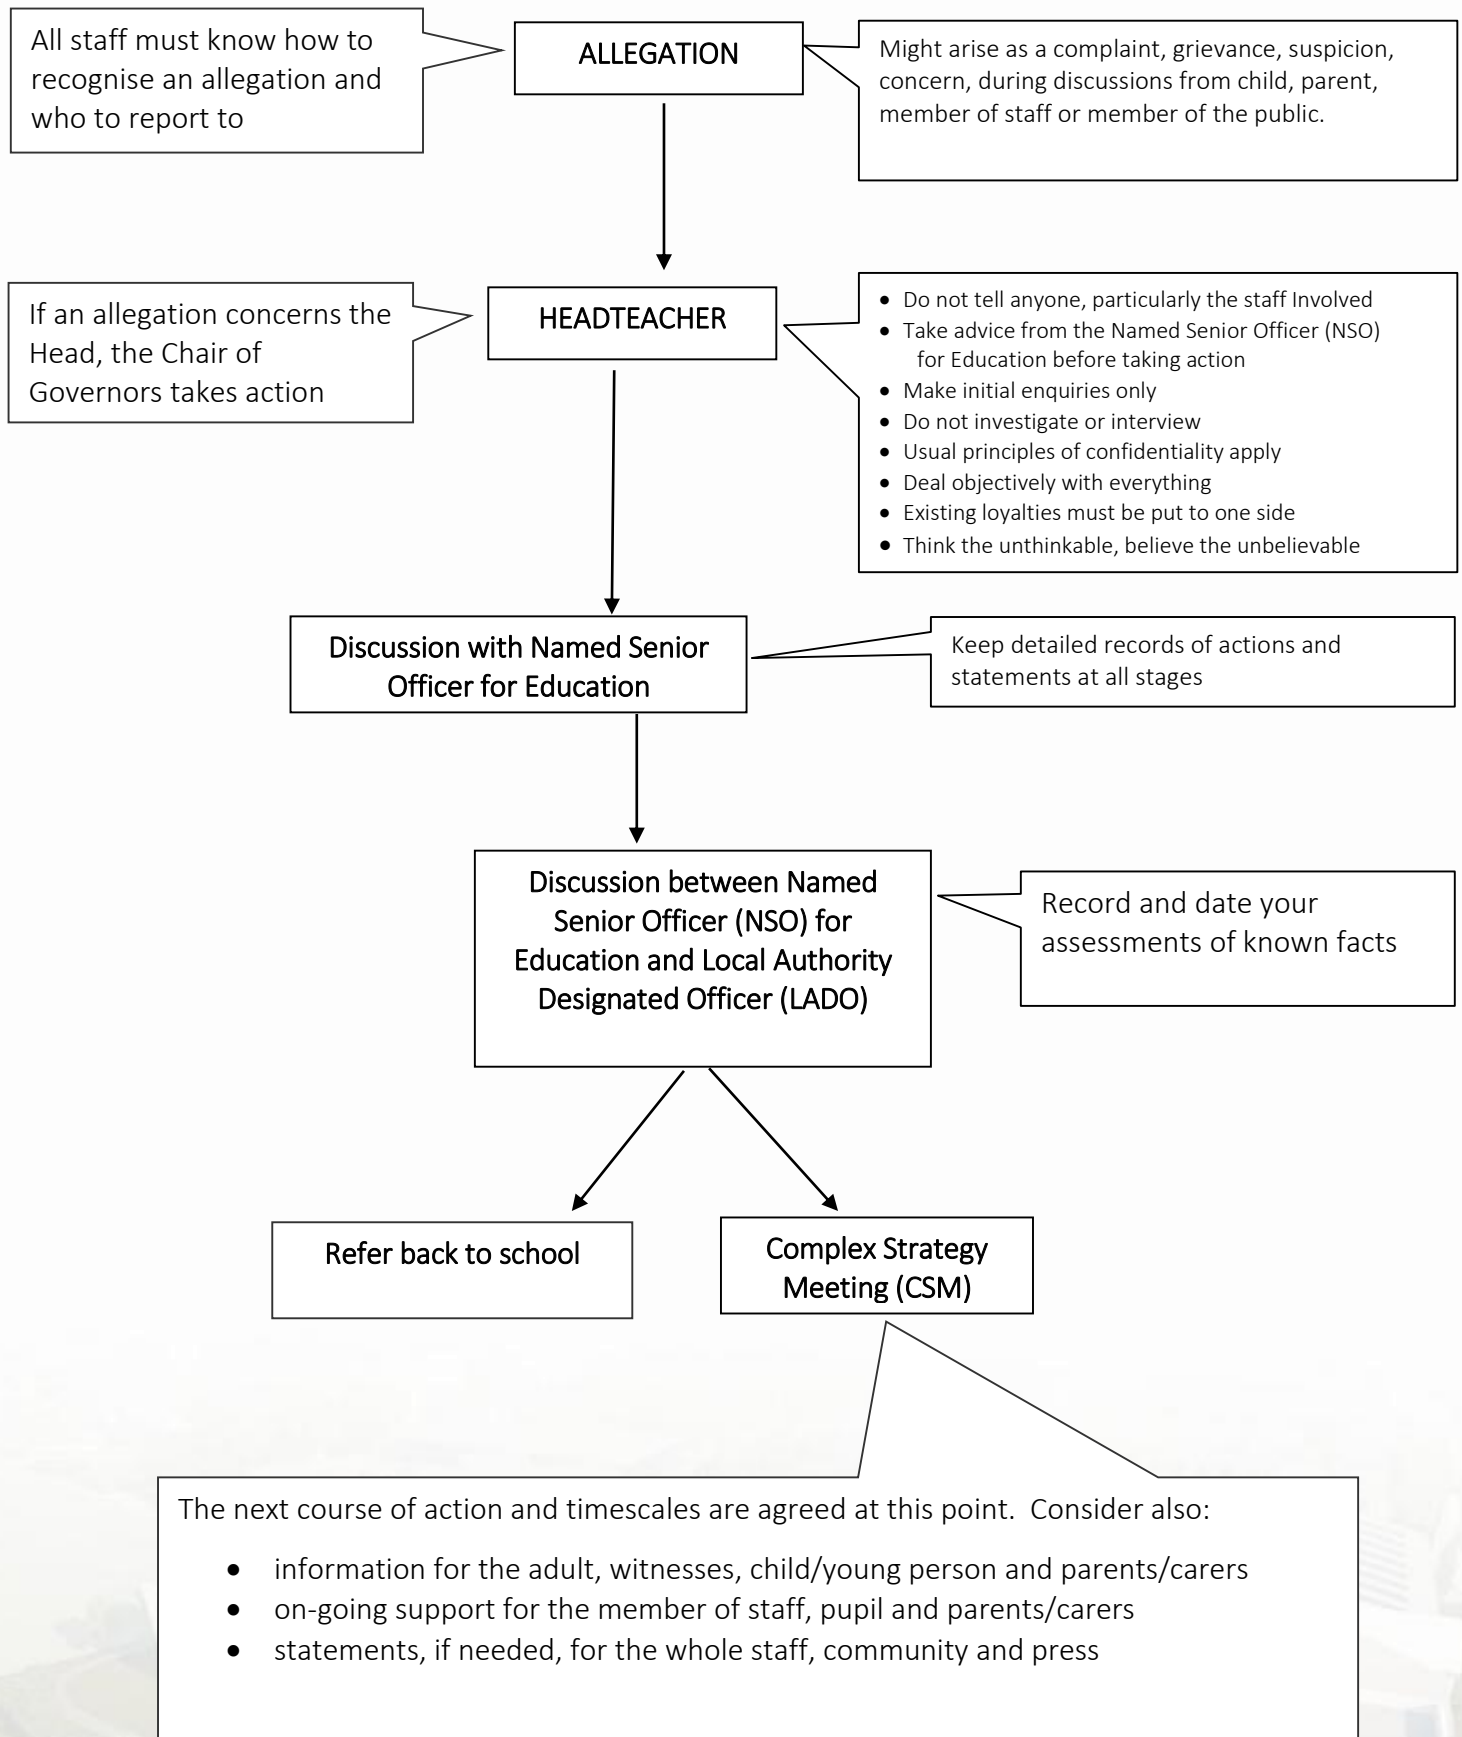 All staff must know how to
recognise an allegation and
who to report to
ALLEGATION
Might arise as a complaint, grievance, suspicion,
concern, during discussions from child, parent,
member of staff or member of the public.
If an allegation concerns the
Head, the Chair of
Governors takes action
HEADTEACHER
• Do not tell anyone, particularly the staff Involved
• Take advice from the Named Senior Officer (NSO)
for Education before taking action
• Make initial enquiries only
• Do not investigate or interview
• Usual principles of confidentiality apply
• Deal objectively with everything
• Existing loyalties must be put to one side
• Think the unthinkable, believe the unbelievable
Discussion with Named Senior
Officer for Education
Keep detailed records of actions and
statements at all stages
Discussion between Named
Senior Officer (NSO) for
Education and Local Authority
Designated Officer (LADO)
Record and date your
assessments of known facts
Refer back to school
Complex Strategy
Meeting (CSM)
The next course of action and timescales are agreed at this point.  Consider also:
• information for the adult, witnesses, child/young person and parents/carers
• on-going support for the member of staff, pupil and parents/carers
• statements, if needed, for the whole staff, community and press